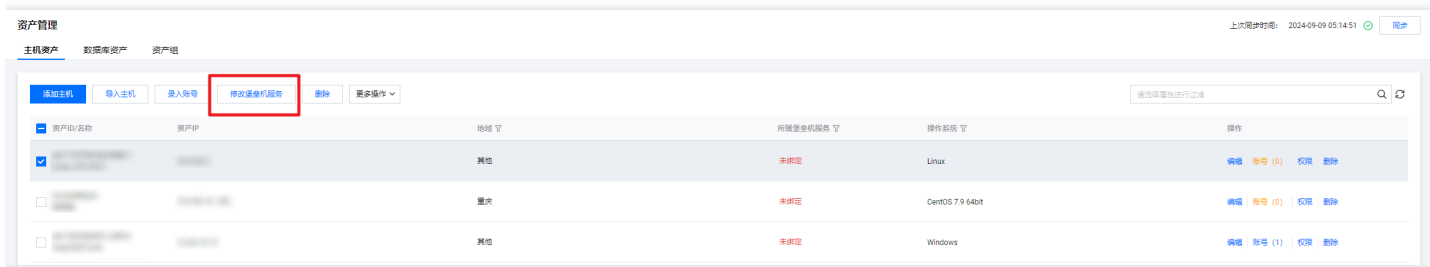 资产管理
上次同步时间: 2024-09-09 05:14:51 同步
主机资产 数据库资产 资产组
添加主机 导入主机 录入账号 修改堡垒机服务 删除 更多操作 请选择属性进行过滤
资产ID/名称 资产IP 地域 所属堡垒机服务 操作系统 操作
其他 未绑定 Linux 编辑 账号 (0) 权限 删除
重庆 未绑定 CentOS 7.9 64bit 编辑 账号 (0) 权限 删除
其他 未绑定 Windows 编辑 账号 (1) 权限 删除